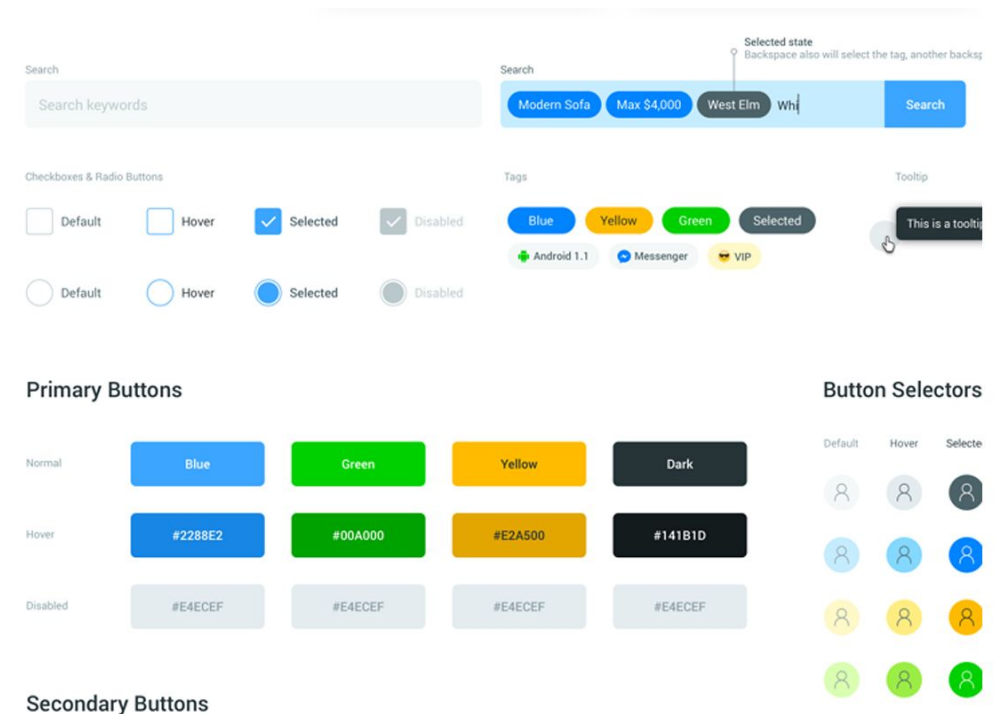 Selected state
Backspace also will select the tag, another backsp
Search
Search keywords
Search
Modern Sofa Max $4,000 West Elm Whi Search
Checkboxes & Radio Buttons
Default Hover Selected Disabled
Default Hover Selected Disabled
Tags
Blue Yellow Green Selected
Android 1.1 Messenger VIP
Tooltip
This is a tooltip
Primary Buttons
Normal Blue Green Yellow Dark
Hover #2288E2 #00A000 #E2A500 #141B1D
Disabled #E4ECEF #E4ECEF #E4ECEF #E4ECEF
Button Selectors
Default Hover Selecte
Secondary Buttons